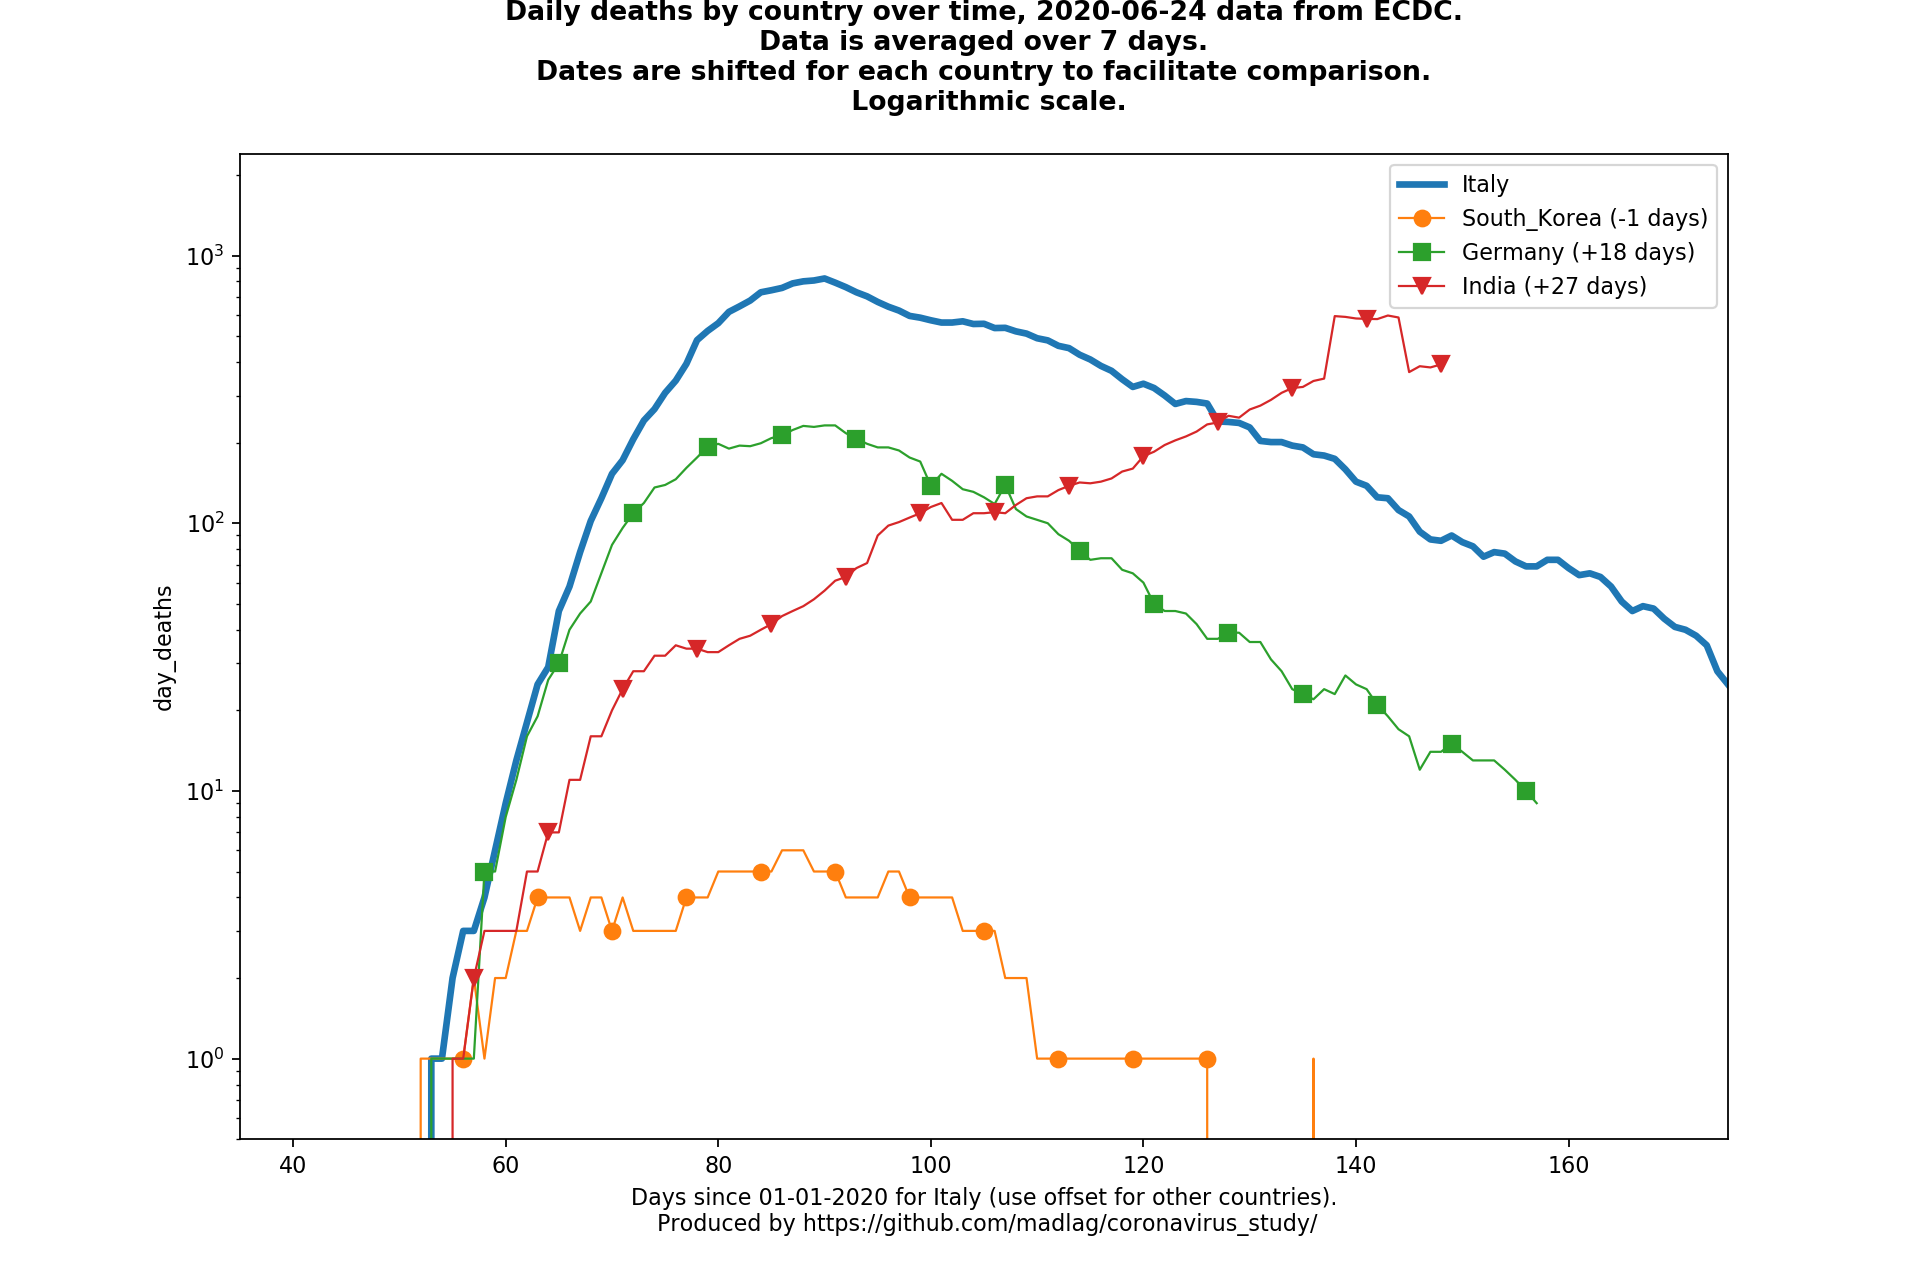 Daily deaths by country over time, 2020-06-24 data from ECDC.
Data is averaged over 7 days.
Dates are shifted for each country to facilitate comparison.
Logarithmic scale.
Italy
South_Korea (-1 days)
Germany (+18 days)
India (+27 days)
day_deaths
10³
10²
10¹
10⁰
40 60 80 100 120 140 160
Days since 01-01-2020 for Italy (use offset for other countries).
Produced by https://github.com/madlag/coronavirus_study/